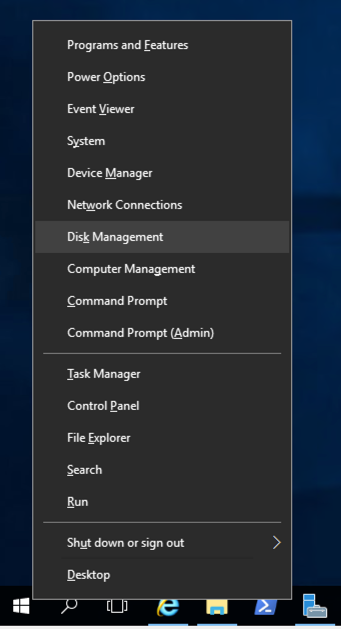 Programs and Features
Power Options
Event Viewer
System
Device Manager
Network Connections
Disk Management
Computer Management
Command Prompt
Command Prompt (Admin)
Task Manager
Control Panel
File Explorer
Search
Run
Shut down or sign out
Desktop